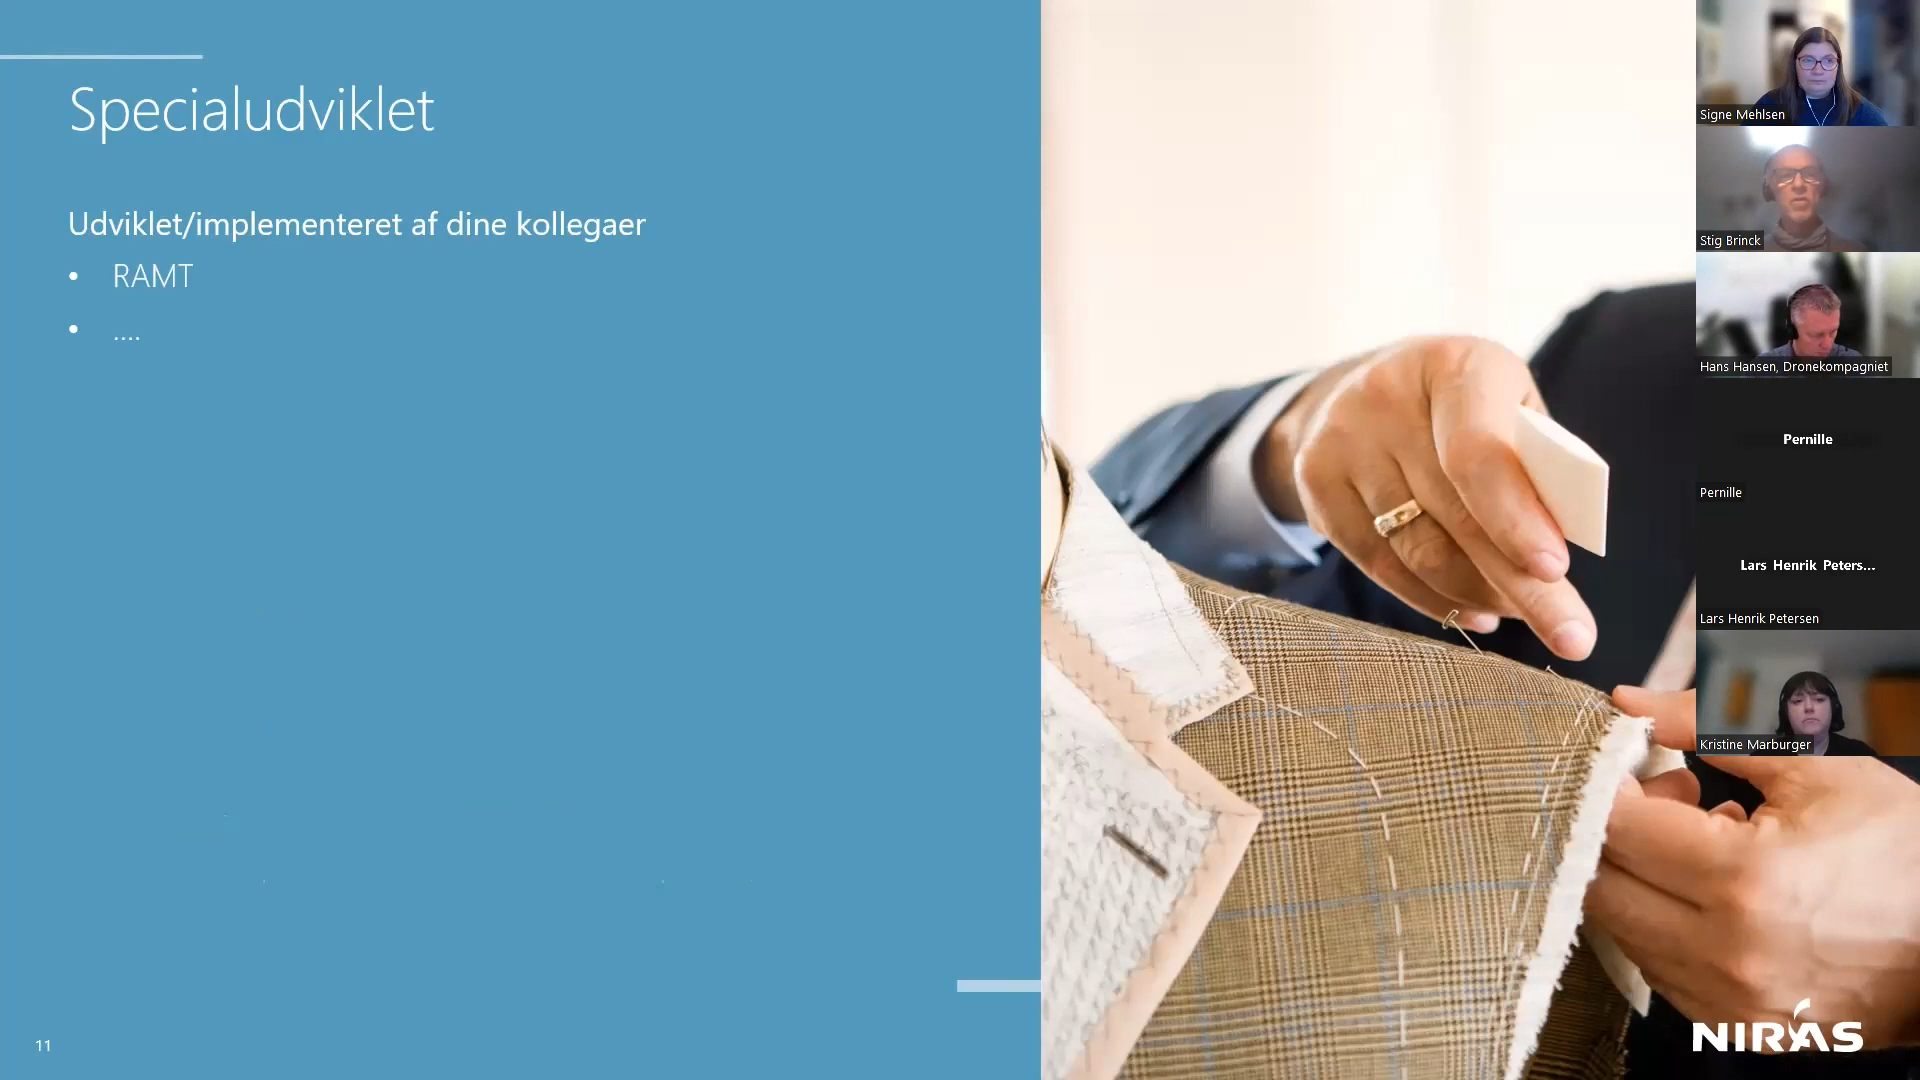 Specialudviklet
Udviklet/implementeret af dine kollegaer
• RAMT
• ....
11
NIRAS
Signe Mehlsen
Stig Brinck
Hans Hansen, Dronekompagniet
Pernille
Pernille
Lars Henrik Peters...
Lars Henrik Petersen
Kristine Marburger